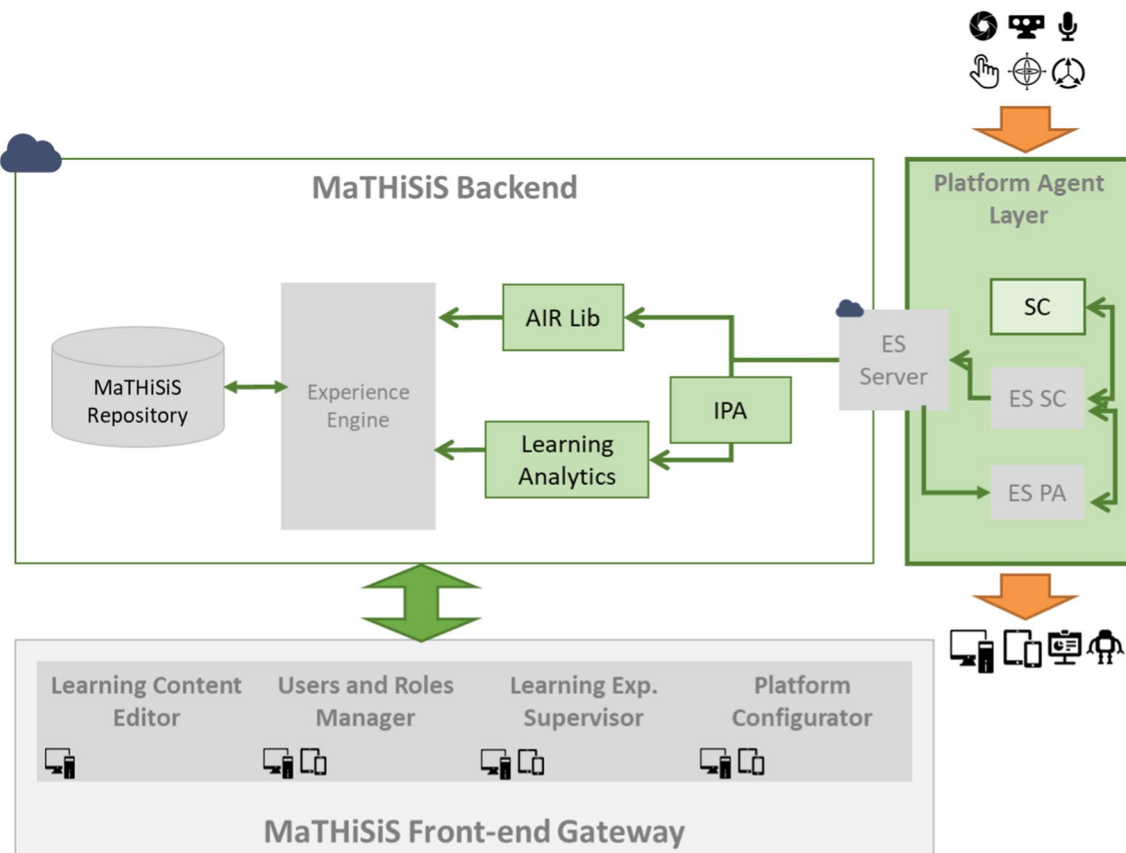 MaTHiSiS Backend
Platform Agent
Layer
AIR Lib
SC
ES
Server
MaTHiSiS
Repository
Experience
Engine
ES SC
IPA
Learning
Analytics
ES PA
Learning Content
Editor
Users and Roles
Manager
Learning Exp.
Supervisor
Platform
Configurator
MaTHiSiS Front-end Gateway